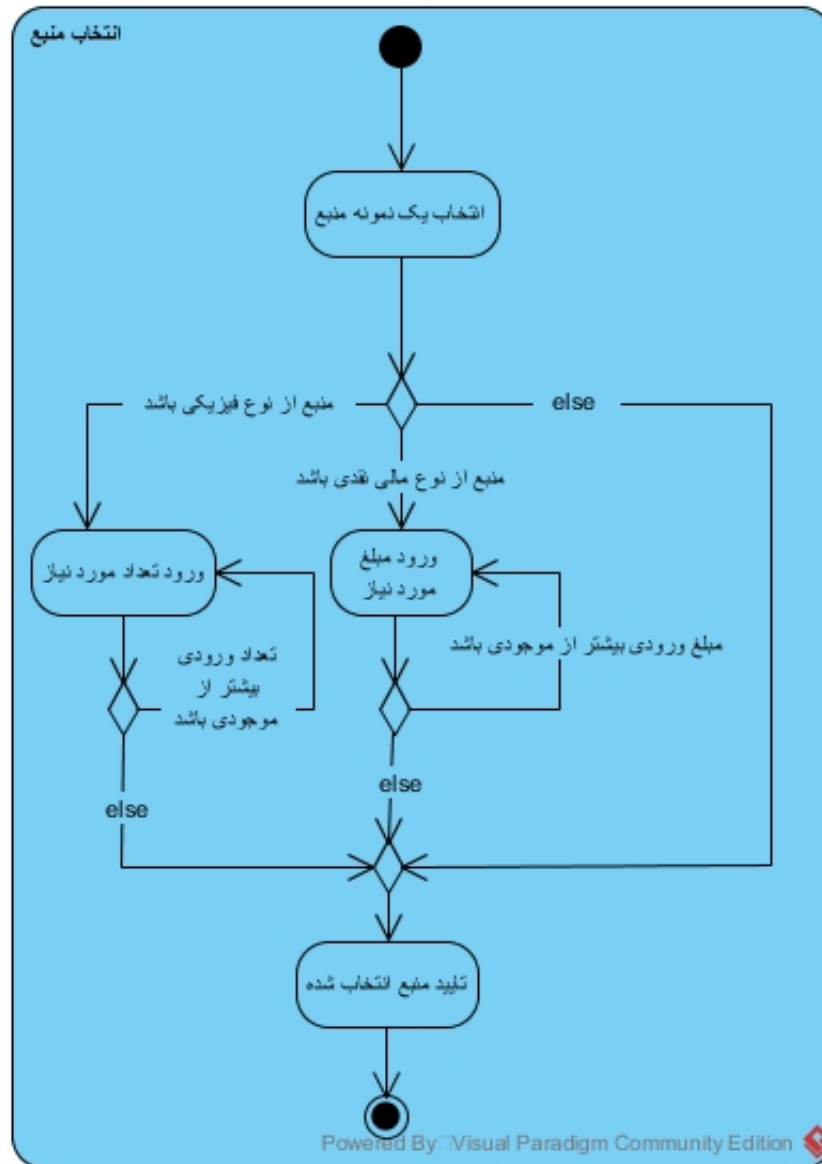 انتخاب منبع
انتخاب یک نمونه منبع
منبع از نوع فیزیکی باشد
else
منبع از نوع مالی نقدی باشد
ورود تعداد مورد نیاز
ورود مبلغ
مورد نیاز
تعداد ورودی
بیشتر از
موجودی باشد
مبلغ ورودی بیشتر از موجودی باشد
else
else
تایید منبع انتخاب شده
Powered By Visual Paradigm Community Edition